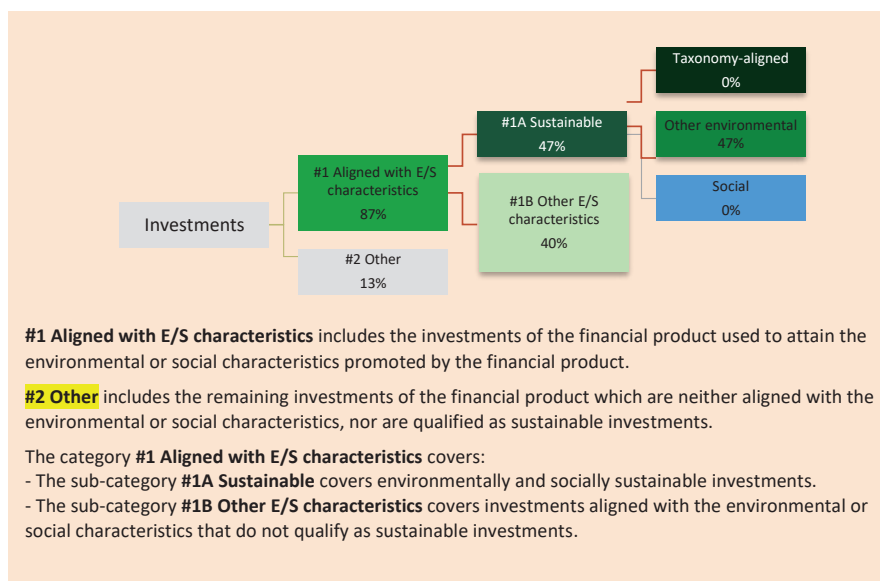 Taxonomy-aligned
0%
#1A Sustainable
47%
Other environmental
47%
#1 Aligned with E/S
characteristics
87%
Social
0%
#1B Other E/S
characteristics
40%
Investments
#2 Other
13%
#1 Aligned with E/S characteristics includes the investments of the financial product used to attain the
environmental or social characteristics promoted by the financial product.
#2 Other includes the remaining investments of the financial product which are neither aligned with the
environmental or social characteristics, nor are qualified as sustainable investments.
The category #1 Aligned with E/S characteristics covers:
- The sub-category #1A Sustainable covers environmentally and socially sustainable investments.
- The sub-category #1B Other E/S characteristics covers investments aligned with the environmental or
social characteristics that do not qualify as sustainable investments.